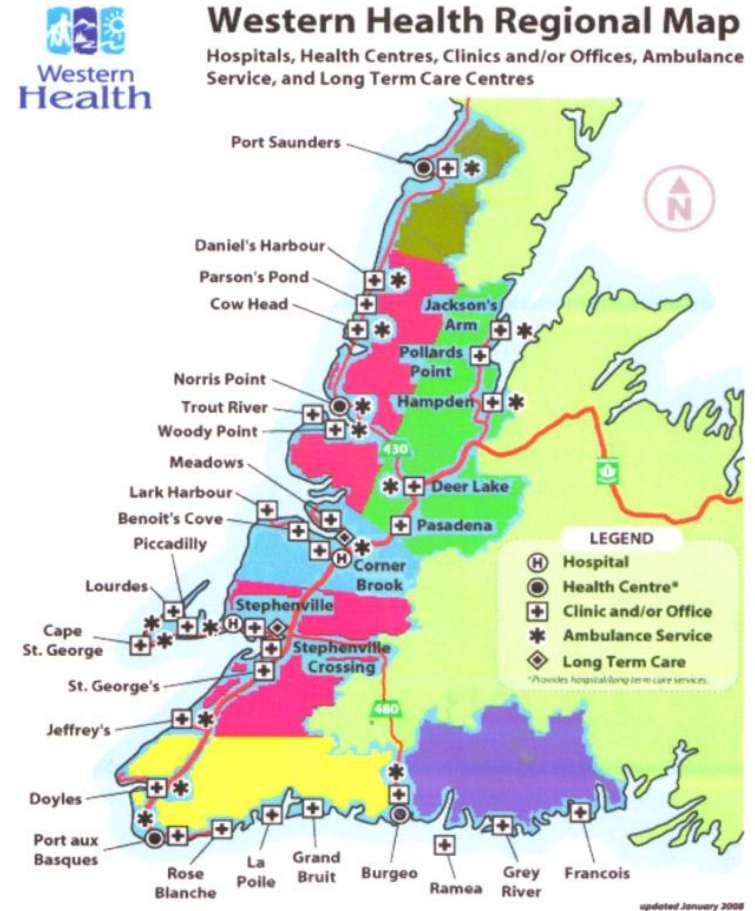 Western Health Regional Map
Hospitals, Health Centres, Clinics and/or Offices, Ambulance
Service, and Long Term Care Centres
Western
Health
Port Saunders
N
Daniel's Harbour
Parson's Pond
Cow Head
Jackson's
Arm
Pollards
Point
Norris Point
Hampden
Trout River
Woody Point
430
Meadows
1
Deer Lake
Lark Harbour
Benoit's Cove
Pasadena
Piccadilly
Corner
Brook
H
LEGEND
H Hospital
Health Centre*
Clinic and/or Office
Ambulance Service
Long Term Care
*Provides hospital/long term care services.
Lourdes
Stephenville
H
Cape
St. George
Stephenville
Crossing
St. George's
480
Jeffrey's
Doyles
Port aux
Basques
Rose
Blanche
La
Poile
Grand
Bruit
Burgeo
Ramea
Grey
River
Francois
updated January 2008